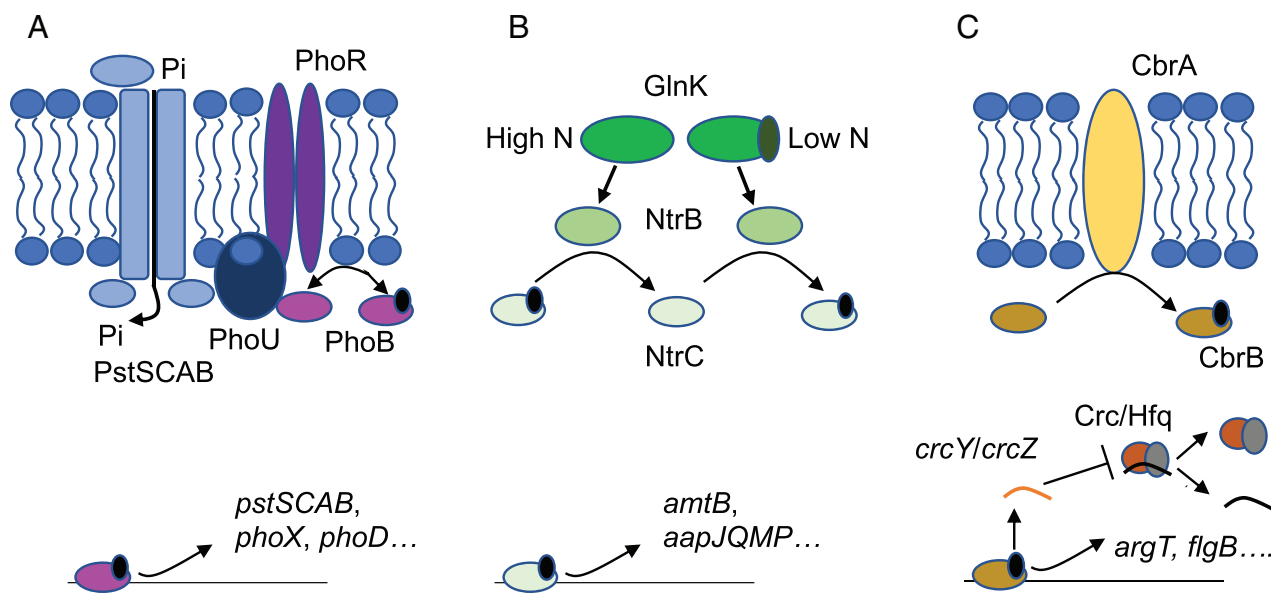 A
Pi
PhoR
Pi
PhoU
PhoB
PstSCAB
pstSCAB,
phoX, phoD…
B
GlnK
High N
Low N
NtrB
NtrC
amtB,
aapJQMP…
C
CbrA
CbrB
Crc/Hfq
crcY/crcZ
argT, flgB….